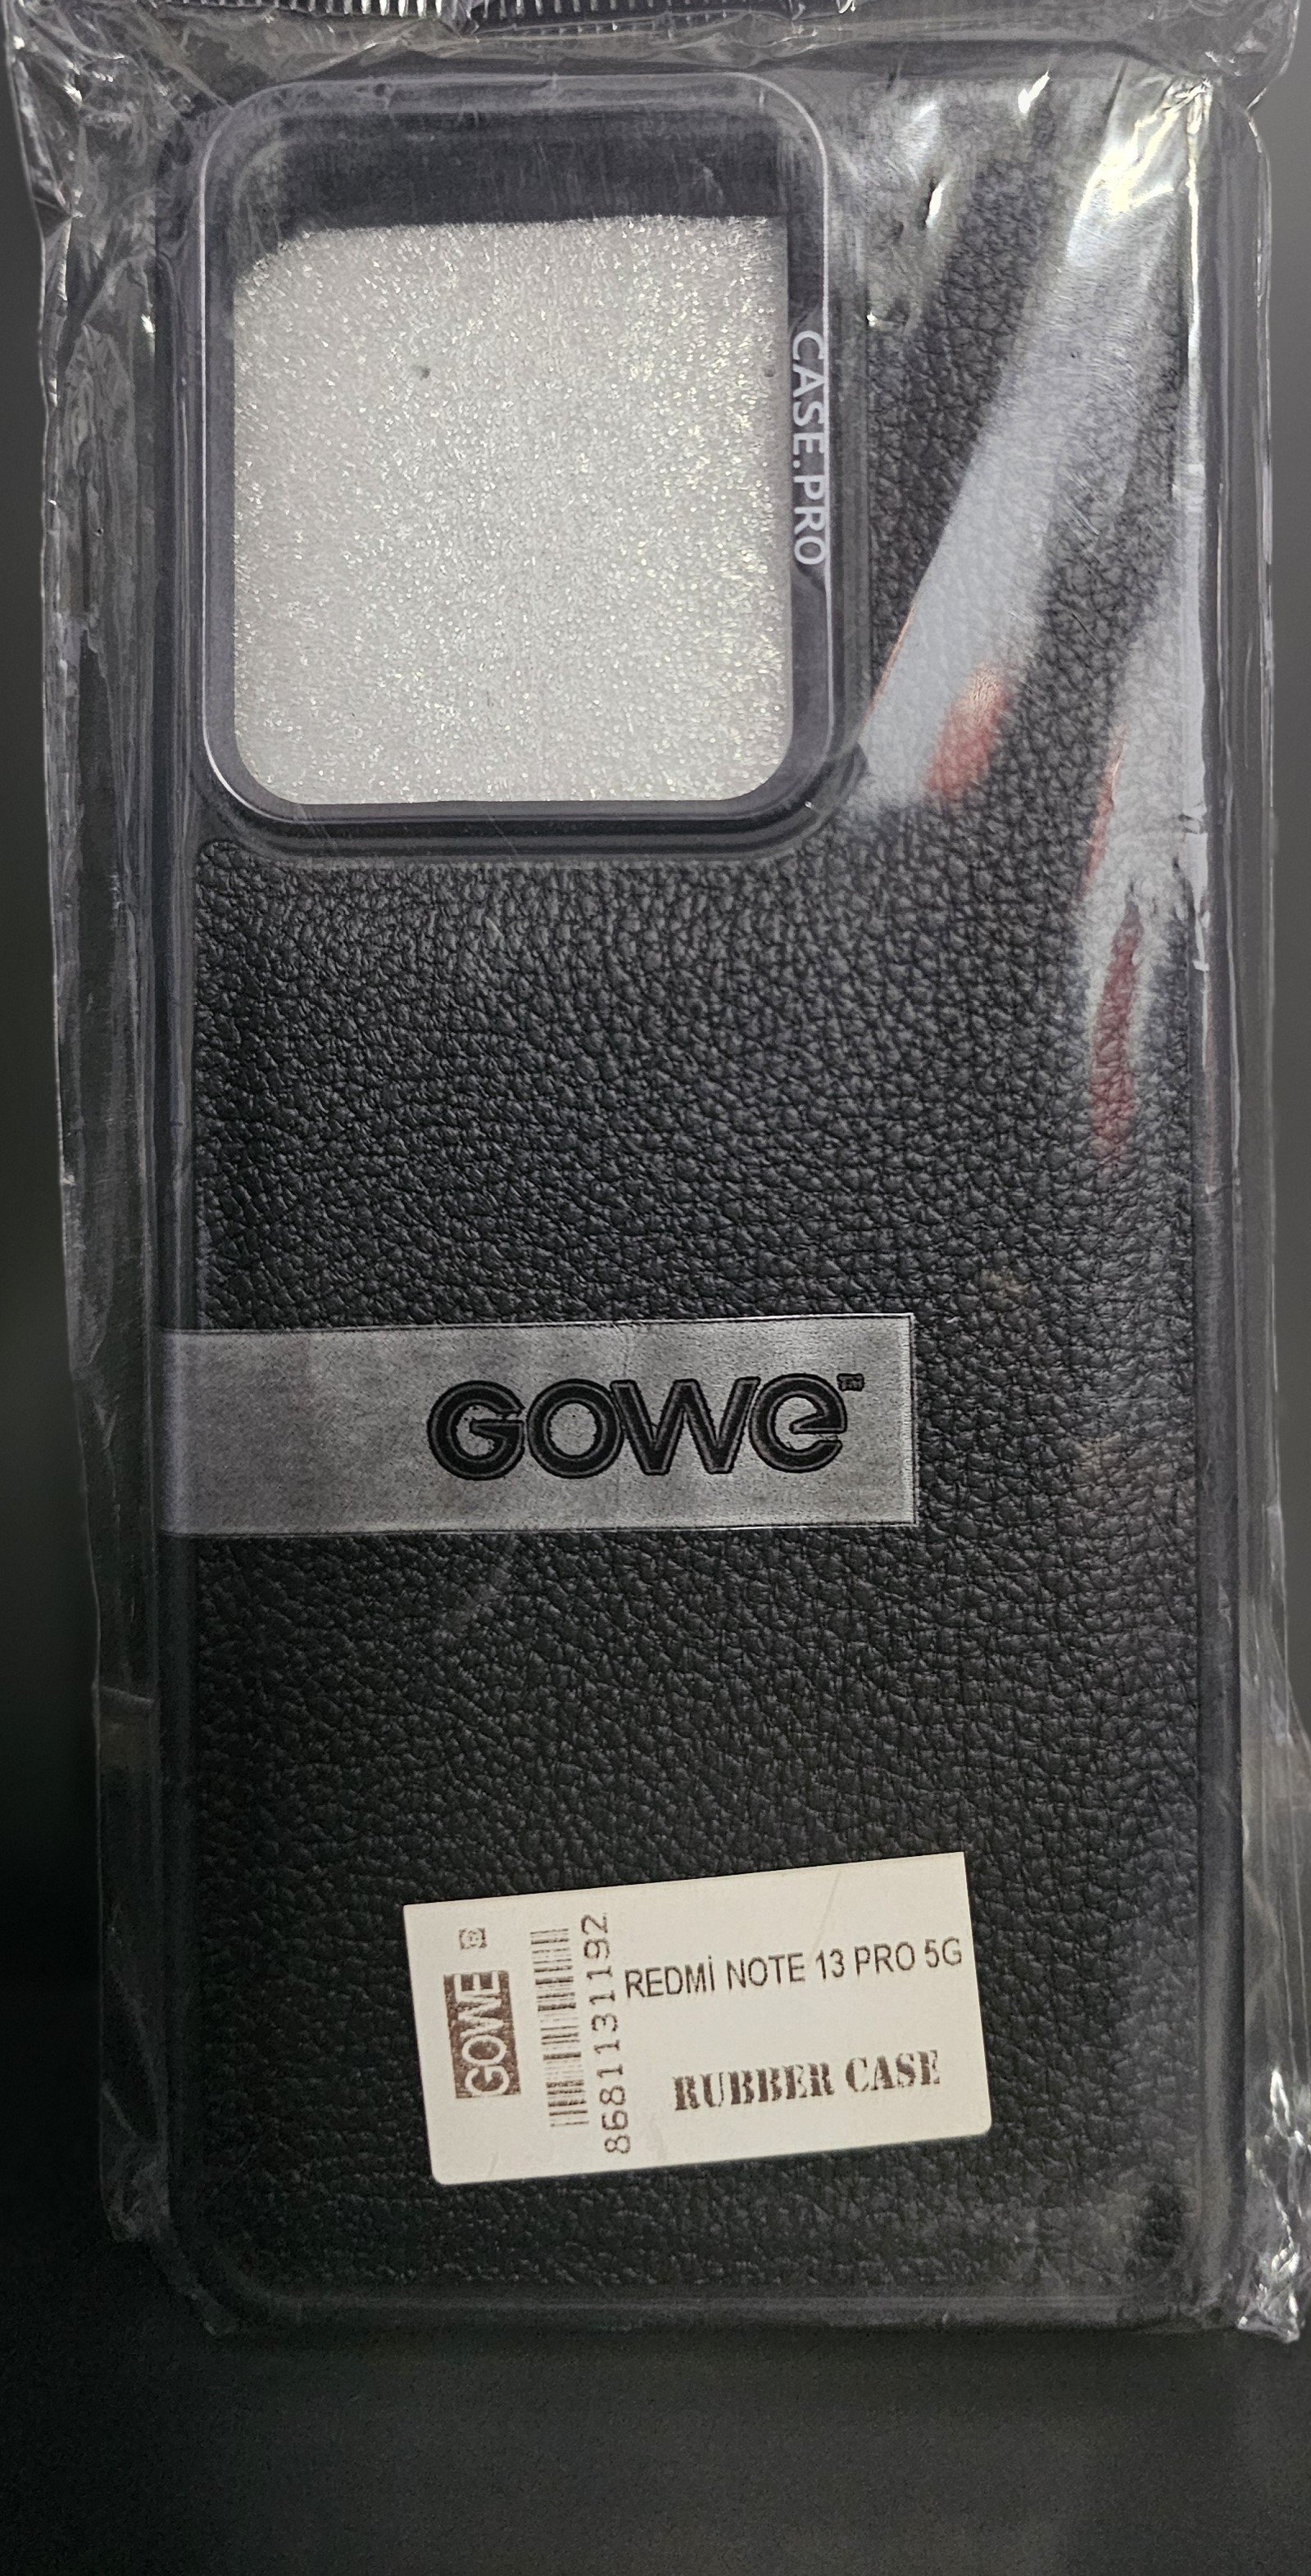 CASE.PRO
GOWE™
GOWE
8681131192
REDMİ NOTE 13 PRO 5G
RUBBER CASE